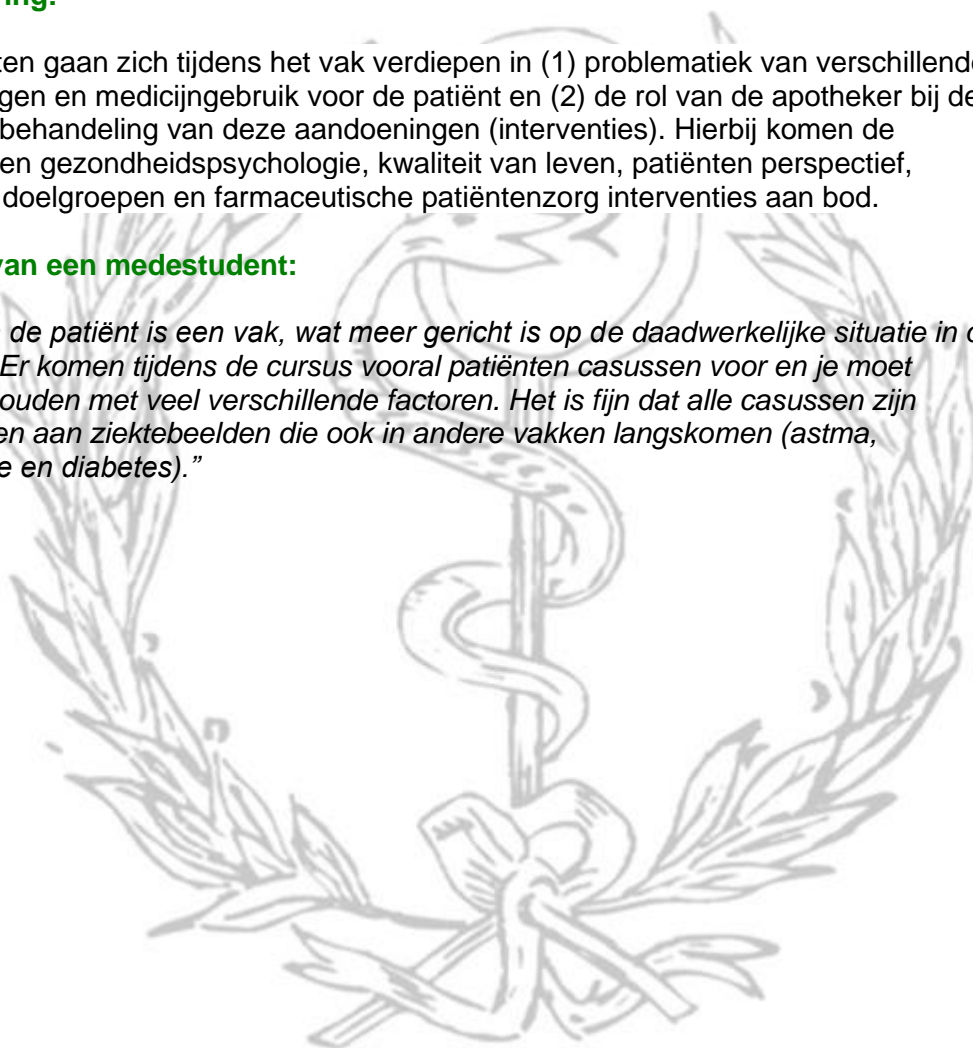 ring:
ten gaan zich tijdens het vak verdiepen in (1) problematiek van verschillende
gen en medicijngebruik voor de patiënt en (2) de rol van de apotheker bij de
behandeling van deze aandoeningen (interventies). Hierbij komen de
en gezondheidspsychologie, kwaliteit van leven, patiënten perspectief,
doelgroepen en farmaceutische patiëntenzorg interventies aan bod.
van een medestudent:
de patiënt is een vak, wat meer gericht is op de daadwerkelijke situatie in d
Er komen tijdens de cursus vooral patiënten casussen voor en je moet
ouden met veel verschillende factoren. Het is fijn dat alle casussen zijn
en aan ziektebeelden die ook in andere vakken langskomen (astma,
e en diabetes).”